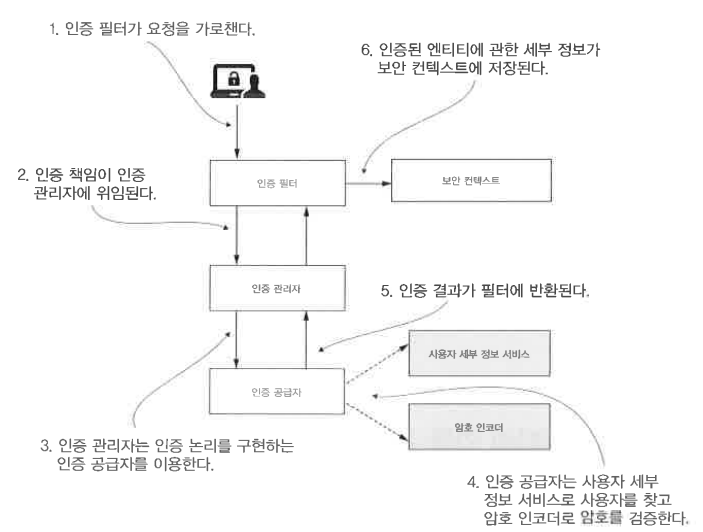 1. 인증 필터가 요청을 가로챈다.
6. 인증된 엔티티에 관한 세부 정보가
보안 컨텍스트에 저장된다.
2. 인증 책임이 인증
관리자에 위임된다.
인증 필터
보안 컨텍스트
인증 관리자
5. 인증 결과가 필터에 반환된다.
사용자 세부 정보 서비스
인증 공급자
암호 인코더
3. 인증 관리자는 인증 논리를 구현하는
인증 공급자를 이용한다.
4. 인증 공급자는 사용자 세부
정보 서비스로 사용자를 찾고
암호 인코더로 암호를 검증한다.